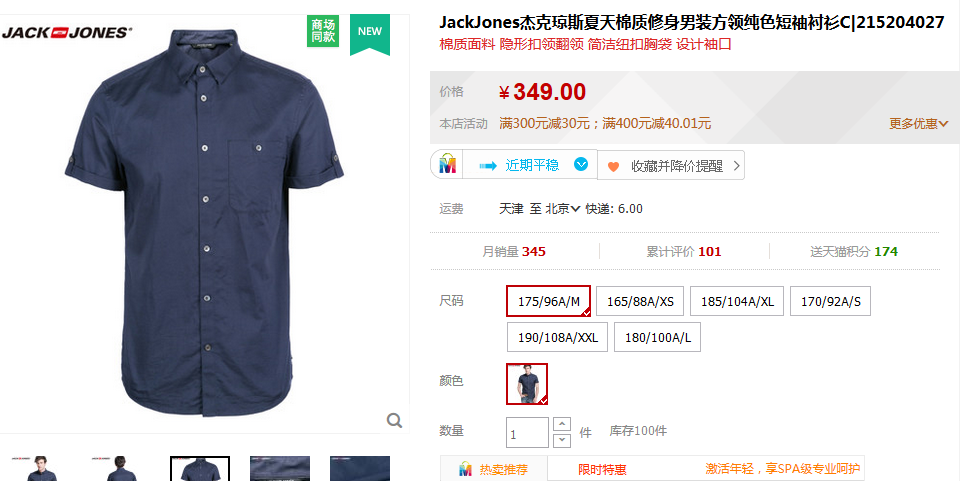 JACK JONES®
商场
同款
NEW
JackJones杰克琼斯夏天棉质修身男装方领纯色短袖衬衫C|215204027
棉质面料 隐形扣领翻领 简洁纽扣胸袋 设计袖口
价格 ¥ 349.00
本店活动 满300元减30元；满400元减40.01元 更多优惠
近期平稳 收藏并降价提醒
运费 天津 至 北京 快递: 6.00
月销量 345 累计评价 101 送天猫积分 174
尺码 175/96A/M 165/88A/XS 185/104A/XL 170/92A/S
190/108A/XXL 180/100A/L
颜色
数量 1 件 库存100件
热卖推荐 限时特惠 激活年轻，享SPA级专业呵护